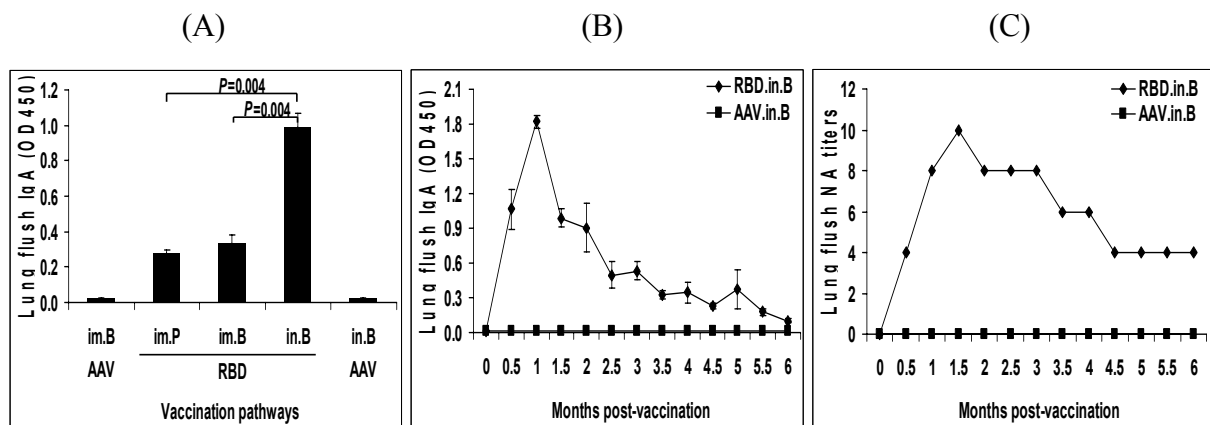 (A) (B) (C)
Lung flush IgA (OD450)
1.2
1.0
0.8
0.6
0.4
0.2
0.0
P=0.004
P=0.004
im.B im.P im.B in.B in.B
AAV RBD AAV
Vaccination pathways
Lung flush IgA (OD450)
2.1
1.8
1.5
1.2
0.9
0.6
0.3
0.0
RBD.in.B
AAV.in.B
0 0.5 1 1.5 2 2.5 3 3.5 4 4.5 5 5.5 6
Months post-vaccination
Lung flush NA titers
12
10
8
6
4
2
0
RBD.in.B
AAV.in.B
0 0.5 1 1.5 2 2.5 3 3.5 4 4.5 5 5.5 6
Months post-vaccination